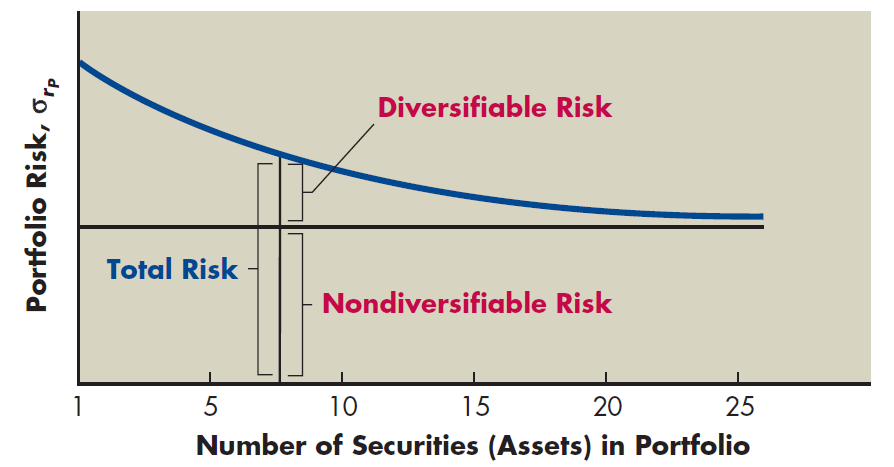 Portfolio Risk, σrP
Diversifiable Risk
Total Risk
Nondiversifiable Risk
1 5 10 15 20 25
Number of Securities (Assets) in Portfolio